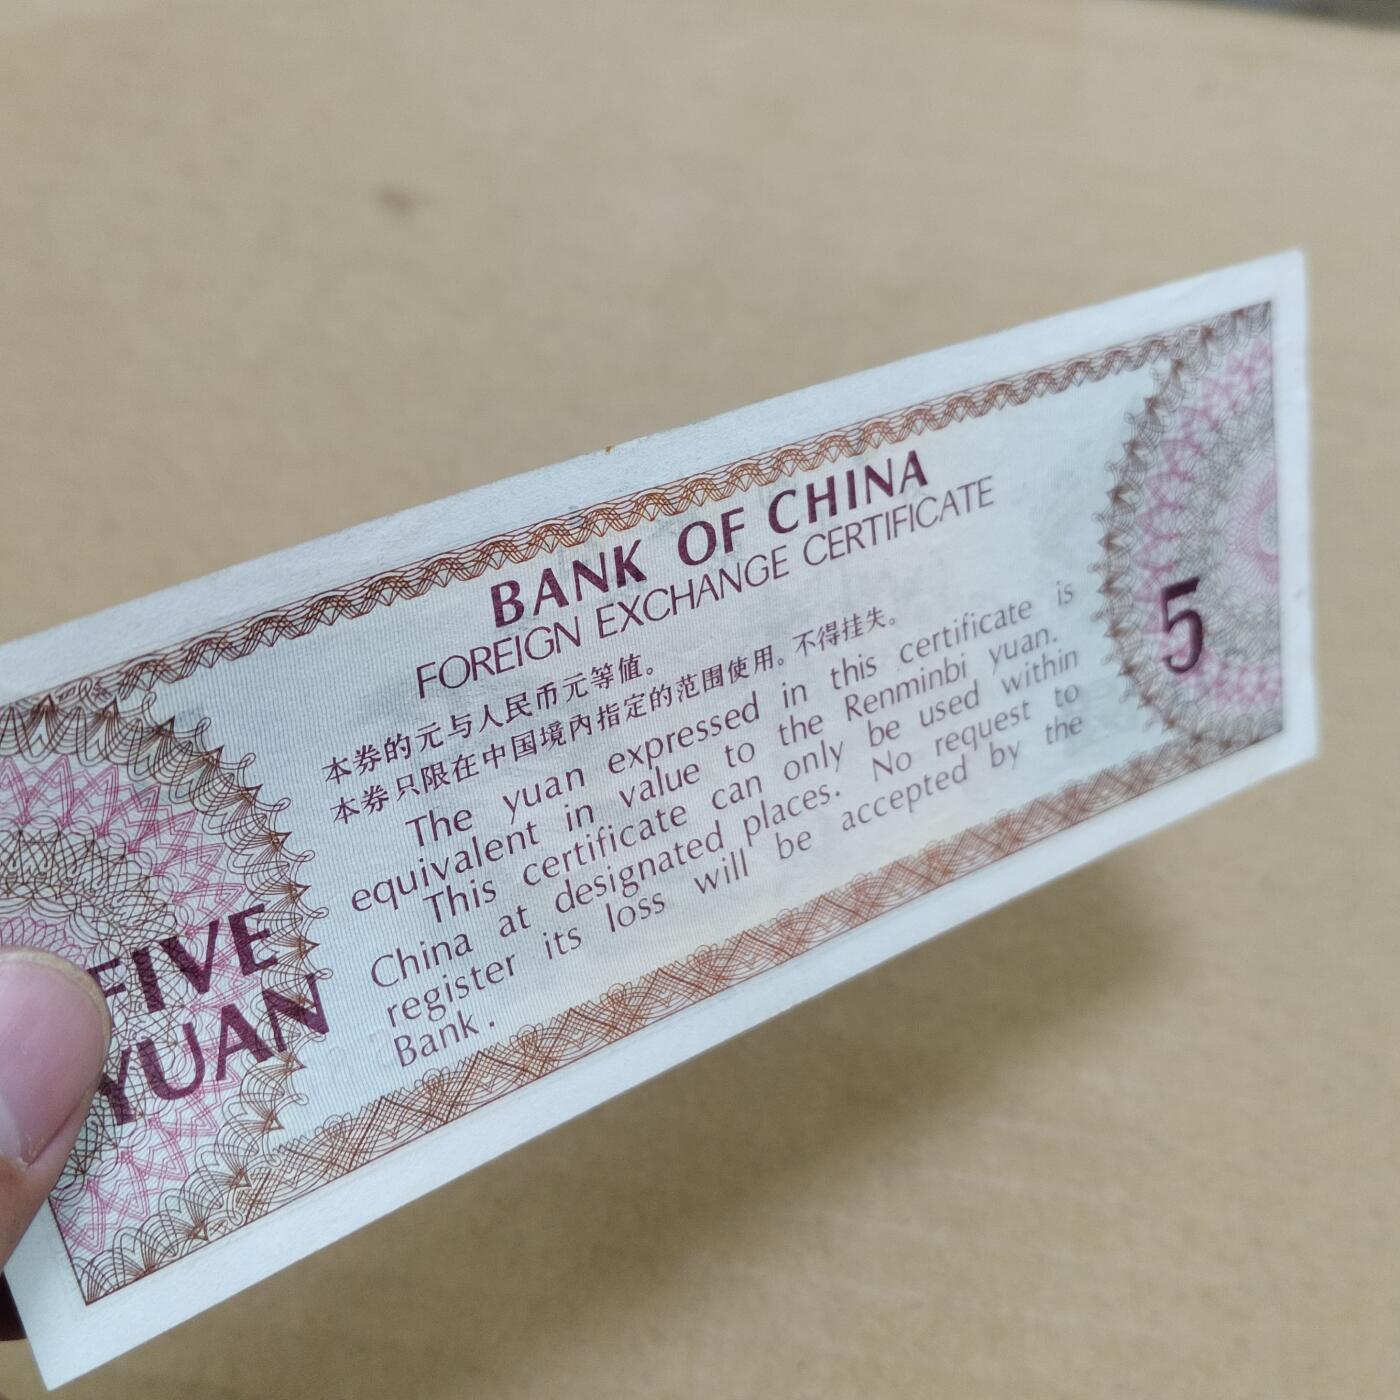 BANK OF CHINA
FOREIGN EXCHANGE CERTIFICATE
本券的元与人民币元等值。
本券只限在中国境内指定的范围使用。不得挂失。
The yuan expressed in this certificate is
equivalent in value to the Renminbi yuan.
This certificate can only be used within
China at designated places. No request to
register its loss will be accepted by the
Bank.
5
FIVE
YUAN